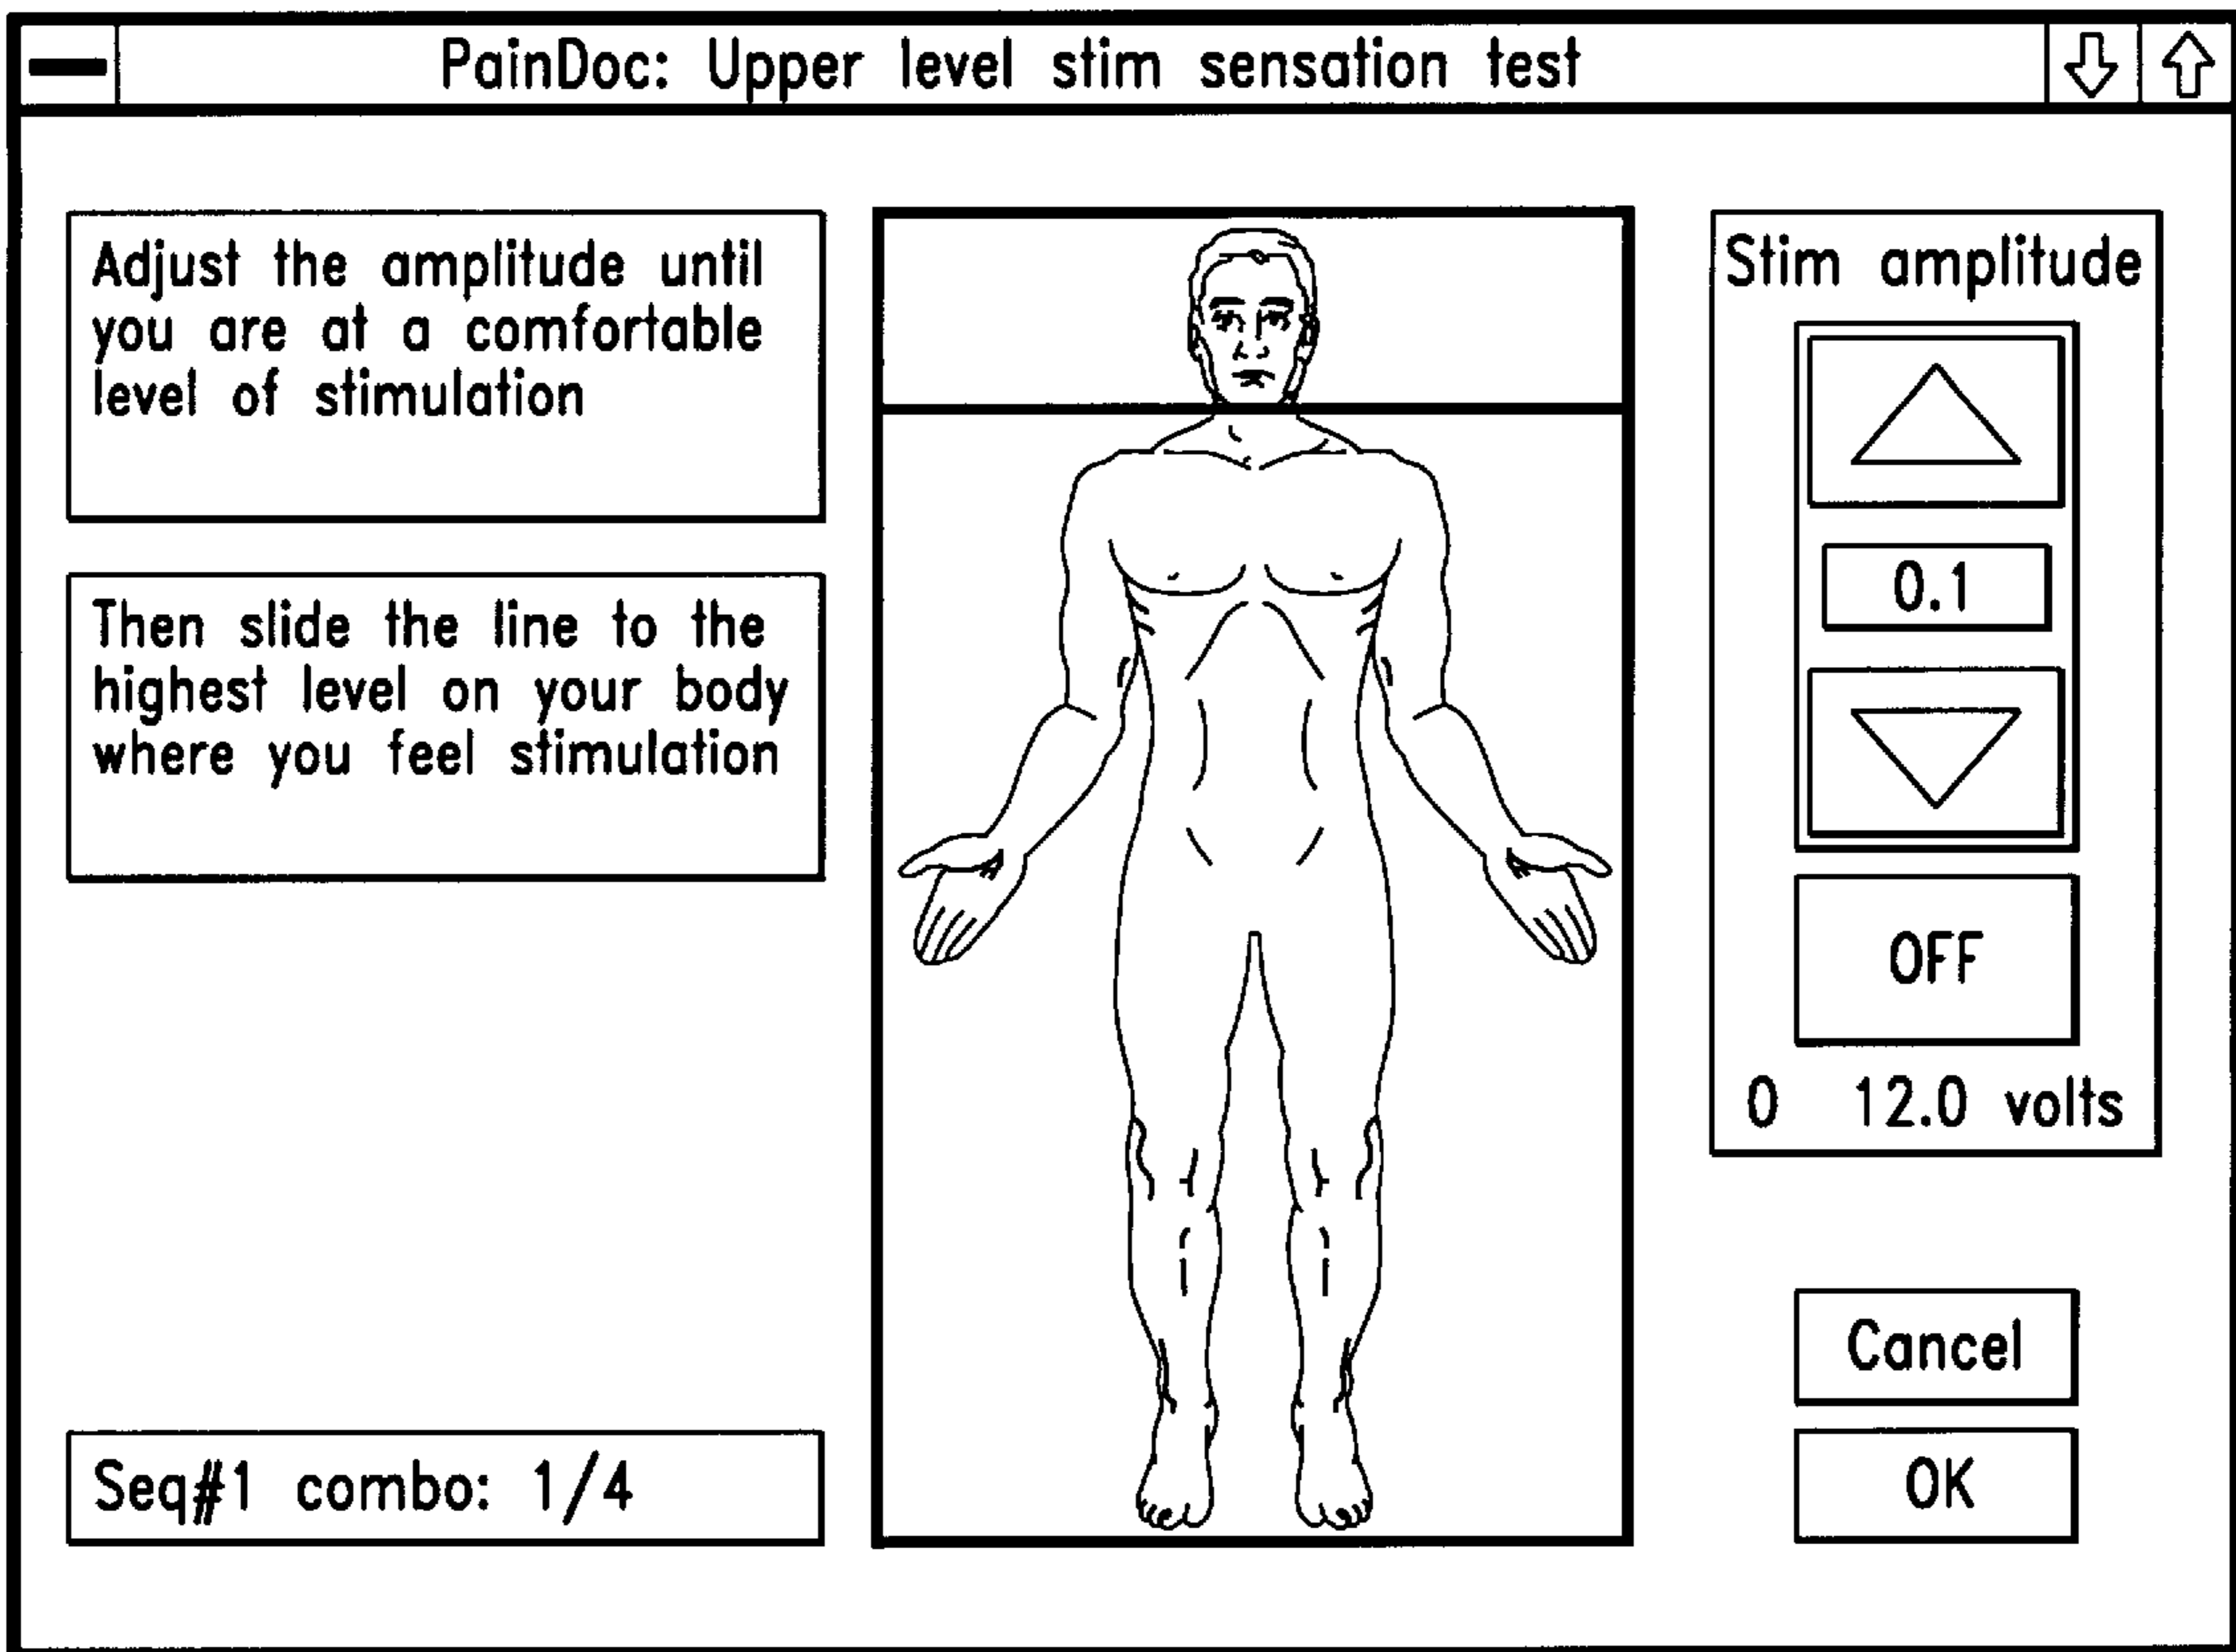 PainDoc: Upper level stim sensation test
Adjust the amplitude until
you are at a comfortable
level of stimulation
Then slide the line to the
highest level on your body
where you feel stimulation
Seq#1 combo: 1/4
Stim amplitude
0.1
OFF
0 12.0 volts
Cancel
OK